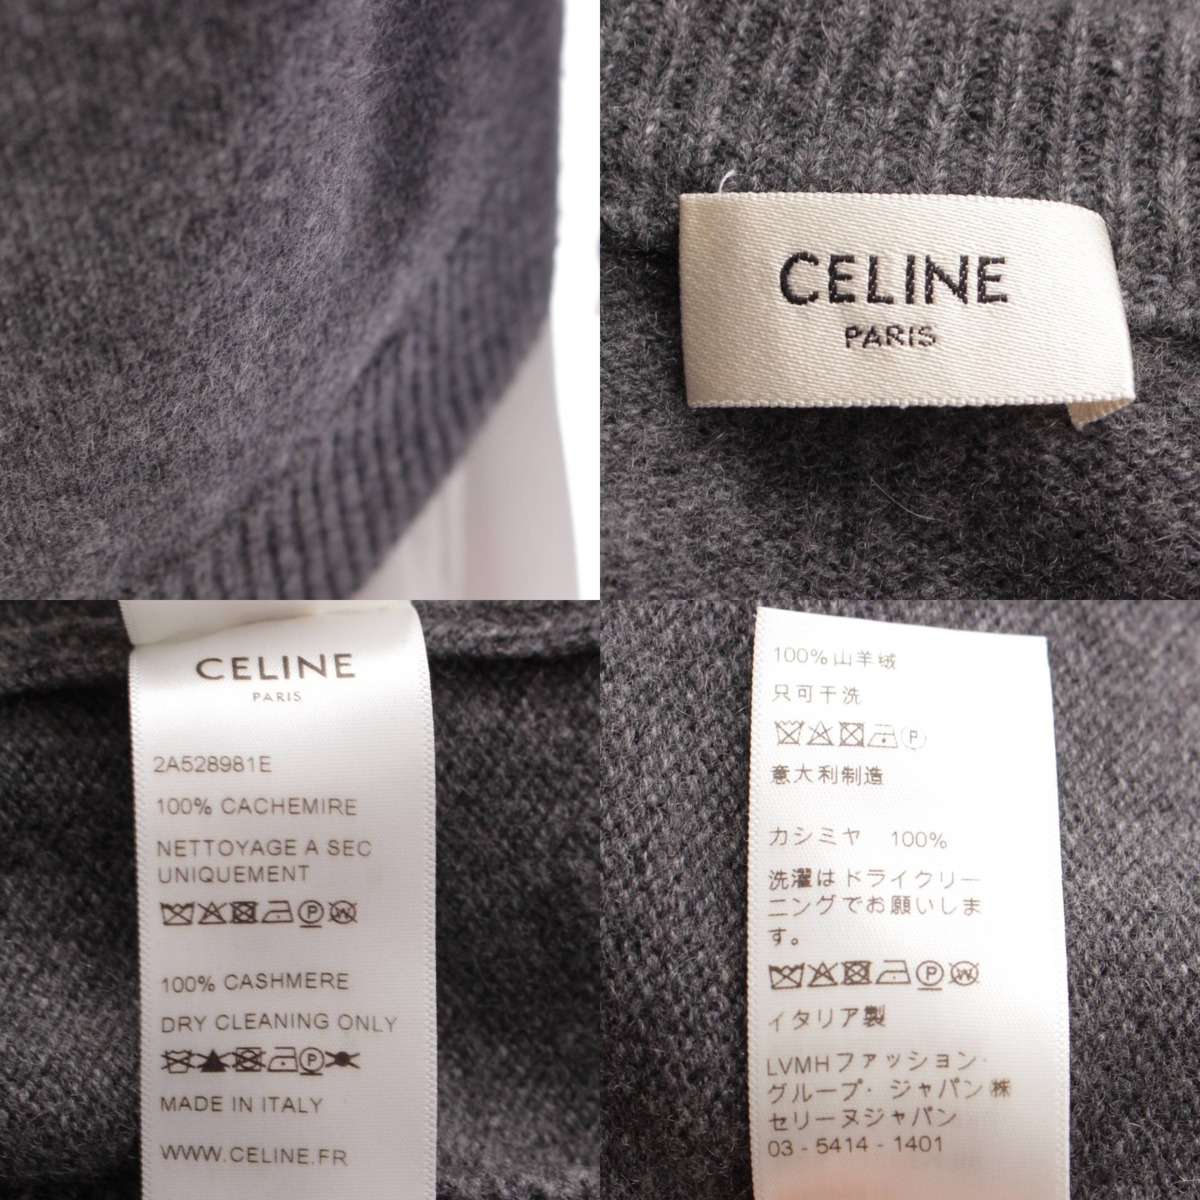 CELINE
PARIS
CELINE
PARIS
2A528981E
100% CACHEMIRE
NETTOYAGE A SEC
UNIQUEMENT
100% CASHMERE
DRY CLEANING ONLY
MADE IN ITALY
WWW.CELINE.FR
100%山羊绒
只可干洗
意大利制造
カシミヤ 100%
洗濯はドライクリー
ニングでお願いしま
す。
イタリア製
LVMHファッション・
グループ・ジャパン㈱
セリーヌジャパン
03 - 5414 - 1401